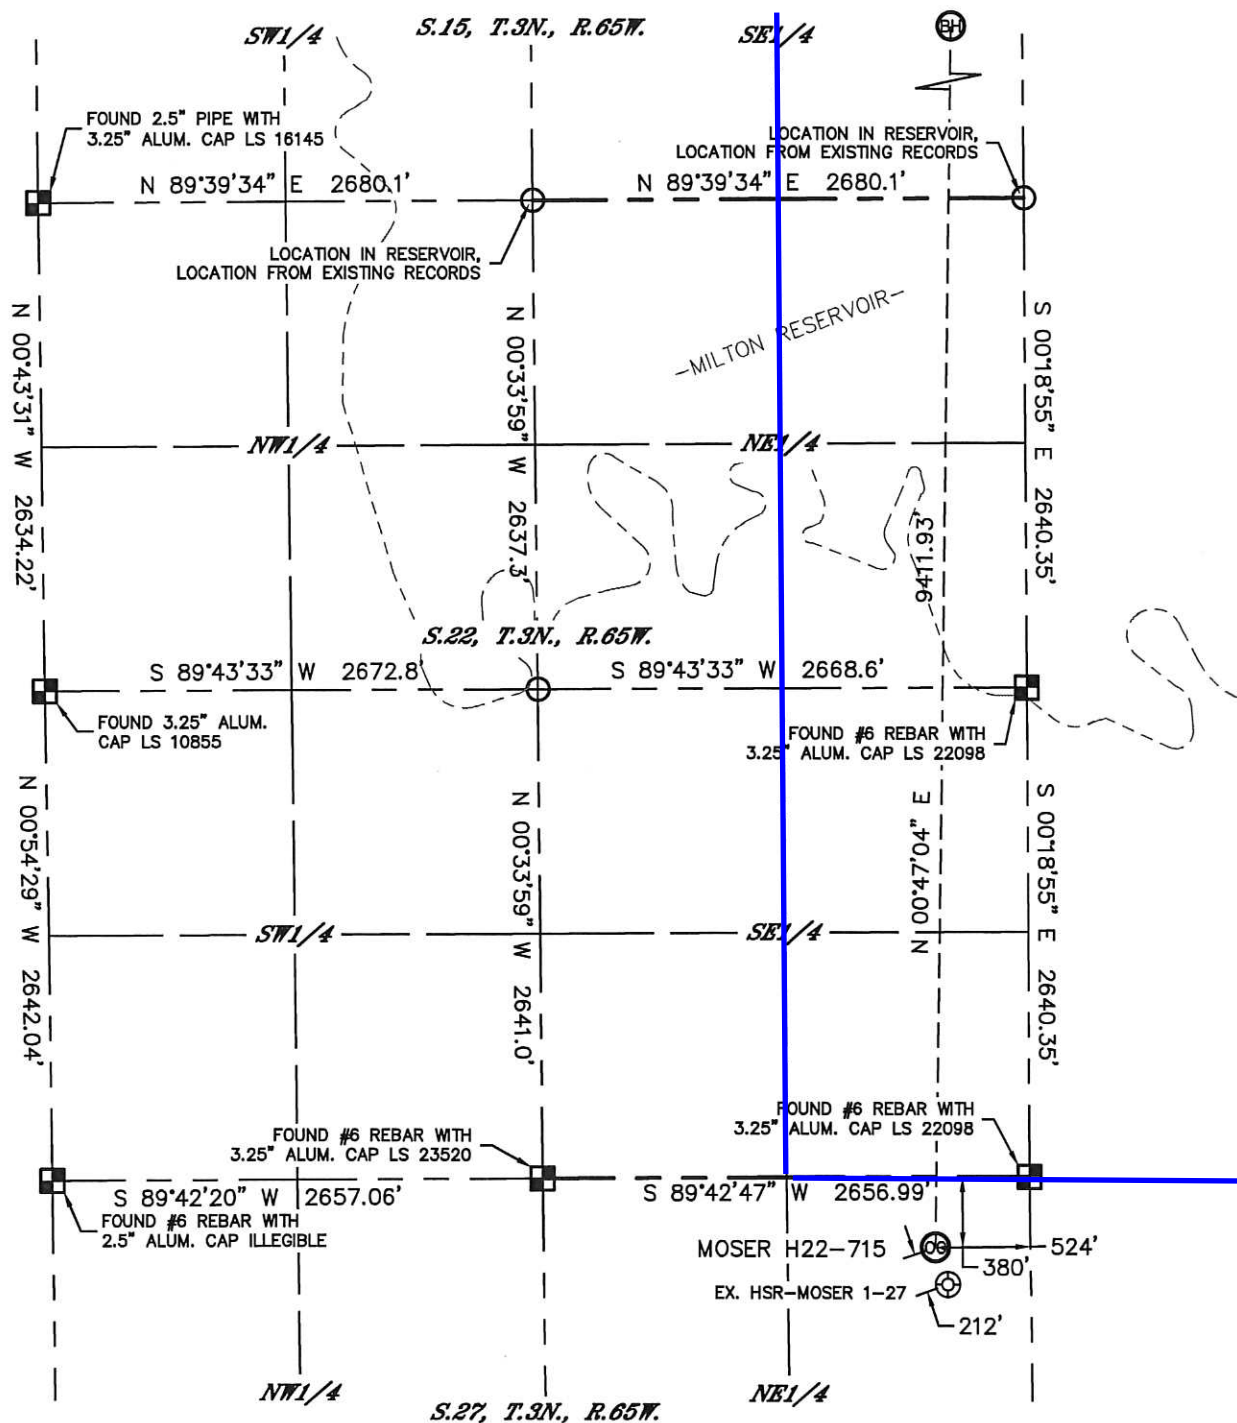 SW1/4
S.15, T.3N., R.65W.
SE1/4
BH
FOUND 2.5" PIPE WITH
3.25" ALUM. CAP LS 16145
LOCATION IN RESERVOIR,
LOCATION FROM EXISTING RECORDS
N 89°39'34" E 2680.1'
N 89°39'34" E 2680.1'
LOCATION IN RESERVOIR,
LOCATION FROM EXISTING RECORDS
N 00°43'31" W 2634.22'
N 00°33'59" W 2637.3'
-MILTON RESERVOIR-
S 00°18'55" E 2640.35'
NW1/4
NE1/4
9411.93'
S.22, T.3N., R.65W.
S 89°43'33" W 2672.8'
S 89°43'33" W 2668.6'
FOUND 3.25" ALUM.
CAP LS 10855
FOUND #6 REBAR WITH
3.25" ALUM. CAP LS 22098
N 00°54'29" W 2642.04'
N 00°33'59" W 2641.0'
N 00°47'04" E
S 00°18'55" E 2640.35'
SW1/4
SE1/4
FOUND #6 REBAR WITH
3.25" ALUM. CAP LS 22098
FOUND #6 REBAR WITH
3.25" ALUM. CAP LS 23520
S 89°42'20" W 2657.06'
S 89°42'47" W 2656.99'
FOUND #6 REBAR WITH
2.5" ALUM. CAP ILLEGIBLE
MOSER H22-715
OG
524'
380'
EX. HSR-MOSER 1-27
212'
NW1/4
NE1/4
S.27, T.3N., R.65W.